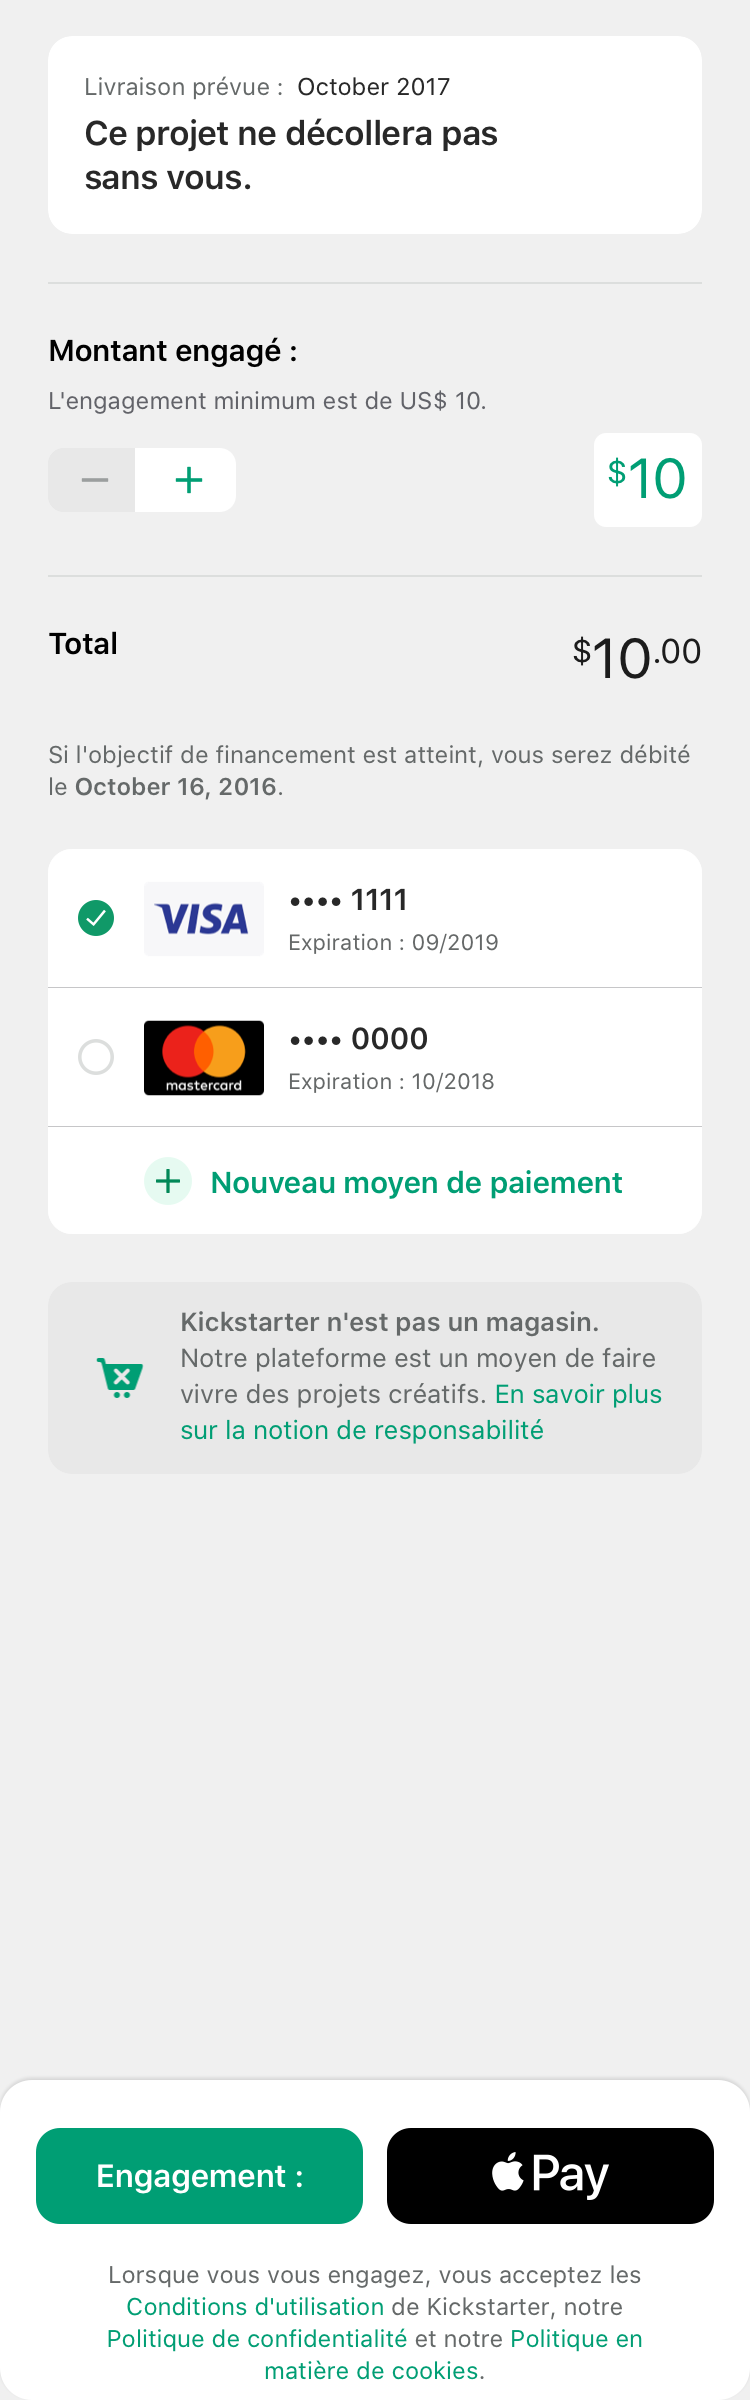 Livraison prévue : October 2017
Ce projet ne décollera pas
sans vous.
Montant engagé :
L'engagement minimum est de US$ 10.
− +
$10
Total
$10.00
Si l'objectif de financement est atteint, vous serez débité
le October 16, 2016.
VISA
•••• 1111
Expiration : 09/2019
mastercard
•••• 0000
Expiration : 10/2018
+ Nouveau moyen de paiement
Kickstarter n'est pas un magasin.
Notre plateforme est un moyen de faire
vivre des projets créatifs. En savoir plus
sur la notion de responsabilité
Engagement :
Pay
Lorsque vous vous engagez, vous acceptez les
Conditions d'utilisation de Kickstarter, notre
Politique de confidentialité et notre Politique en
matière de cookies.